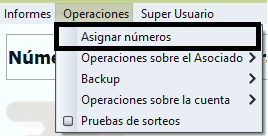 Informes Operaciones Super Usuario
Asignar números
Operaciones sobre el Asociado
Backup
Operaciones sobre la cuenta
Pruebas de sorteos